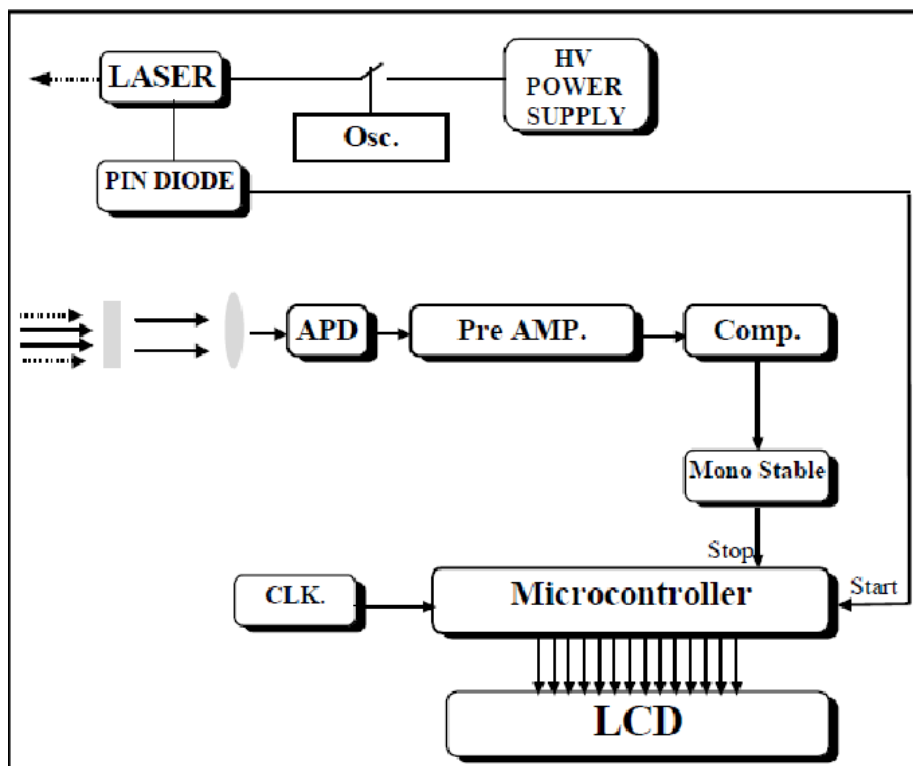 LASER
HV
POWER
SUPPLY
Osc.
PIN DIODE
APD
Pre AMP.
Comp.
Mono Stable
Stop
Start
CLK.
Microcontroller
LCD